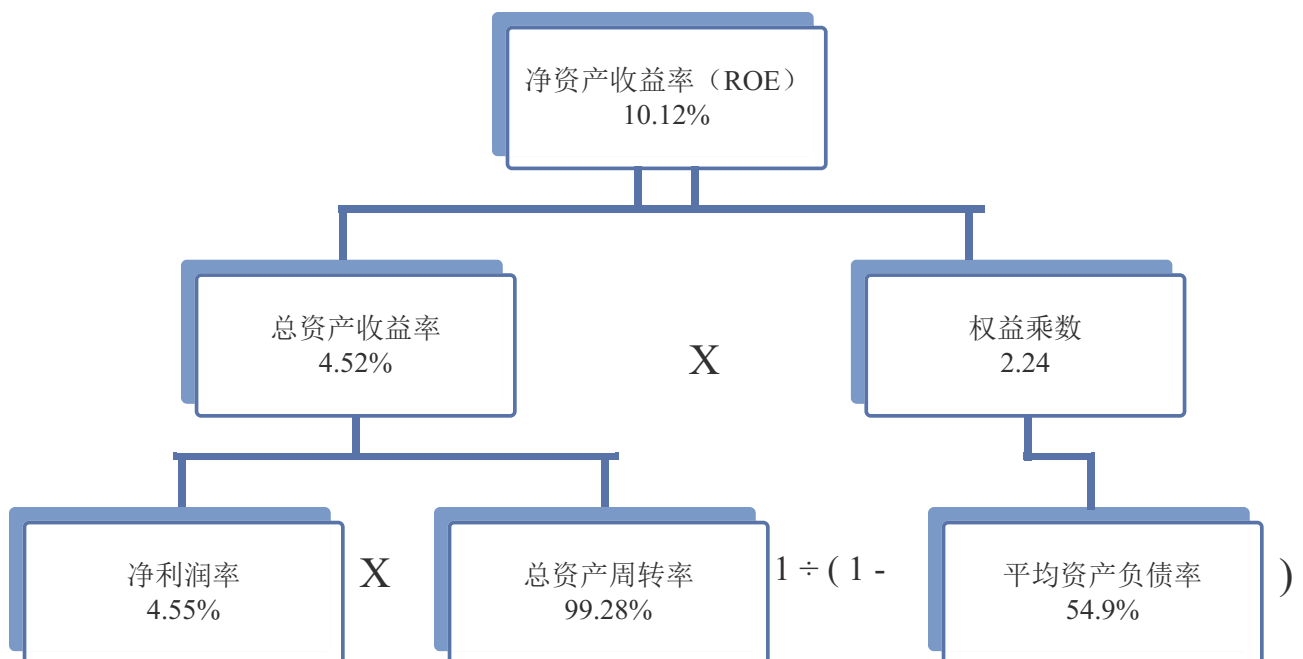 净资产收益率（ROE）
10.12%
总资产收益率
4.52%
X
权益乘数
2.24
净利润率
4.55%
X
总资产周转率
99.28%
1 ÷ ( 1 -
平均资产负债率
54.9%
)